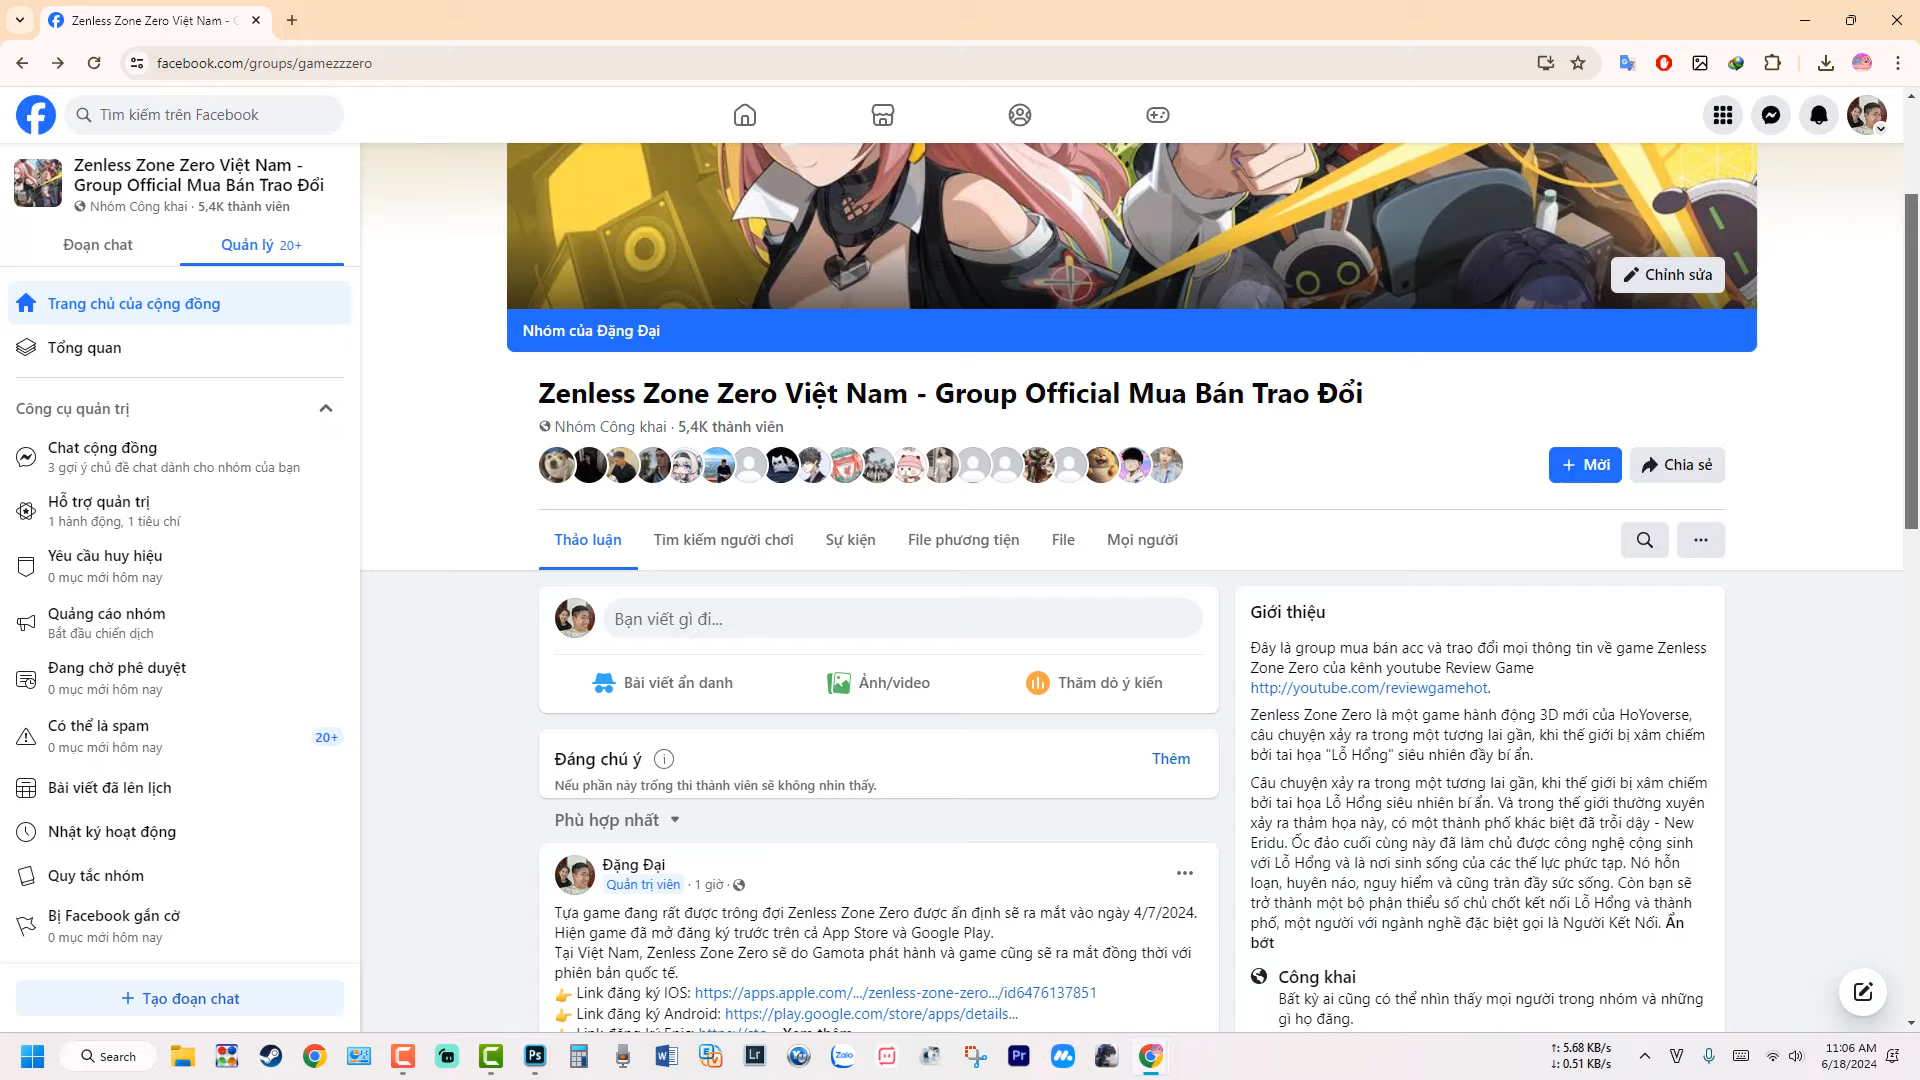 Zenless Zone Zero Việt Nam - G
facebook.com/groups/gamezzzero
Tìm kiếm trên Facebook
Zenless Zone Zero Việt Nam -
Group Official Mua Bán Trao Đổi
Nhóm Công khai · 5,4K thành viên
Đoạn chat
Quản lý 20+
Trang chủ của cộng đồng
Tổng quan
Công cụ quản trị
Chat cộng đồng
3 gợi ý chủ đề chat dành cho nhóm của bạn
Hỗ trợ quản trị
1 hành động, 1 tiêu chí
Yêu cầu huy hiệu
0 mục mới hôm nay
Quảng cáo nhóm
Bắt đầu chiến dịch
Đang chờ phê duyệt
0 mục mới hôm nay
Có thể là spam
0 mục mới hôm nay
20+
Bài viết đã lên lịch
Nhật ký hoạt động
Quy tắc nhóm
Bị Facebook gắn cờ
0 mục mới hôm nay
+ Tạo đoạn chat
Chỉnh sửa
Nhóm của Đặng Đại
Zenless Zone Zero Việt Nam - Group Official Mua Bán Trao Đổi
Nhóm Công khai · 5,4K thành viên
+ Mời
Chia sẻ
Thảo luận
Tìm kiếm người chơi
Sự kiện
File phương tiện
File
Mọi người
Bạn viết gì đi...
Bài viết ẩn danh
Ảnh/video
Thăm dò ý kiến
Đáng chú ý
Thêm
Nếu phần này trống thì thành viên sẽ không nhìn thấy.
Phù hợp nhất
Đặng Đại
Quản trị viên · 1 giờ ·
Tựa game đang rất được trông đợi Zenless Zone Zero được ấn định sẽ ra mắt vào ngày 4/7/2024.
Hiện game đã mở đăng ký trước trên cả App Store và Google Play.
Tại Việt Nam, Zenless Zone Zero sẽ do Gamota phát hành và game cũng sẽ ra mắt đồng thời với
phiên bản quốc tế.
👉 Link đăng ký IOS: https://apps.apple.com/.../zenless-zone-zero.../id6476137851
👉 Link đăng ký Android: https://play.google.com/store/apps/details...
Giới thiệu
Đây là group mua bán acc và trao đổi mọi thông tin về game Zenless
Zone Zero của kênh youtube Review Game
http://youtube.com/reviewgamehot.
Zenless Zone Zero là một game hành động 3D mới của HoYoverse,
câu chuyện xảy ra trong một tương lai gần, khi thế giới bị xâm chiếm
bởi tai họa "Lỗ Hổng" siêu nhiên đầy bí ẩn.
Câu chuyện xảy ra trong một tương lai gần, khi thế giới bị xâm chiếm
bởi tai họa Lỗ Hổng siêu nhiên bí ẩn. Và trong thế giới thường xuyên
xảy ra thảm họa này, có một thành phố khác biệt đã trỗi dậy - New
Eridu. Ốc đảo cuối cùng này đã làm chủ được công nghệ cộng sinh
với Lỗ Hổng và là nơi sinh sống của các thế lực phức tạp. Nó hỗn
loạn, huyên náo, nguy hiểm và cũng tràn đầy sức sống. Còn bạn sẽ
trở thành một bộ phận thiểu số chủ chốt kết nối Lỗ Hổng và thành
phố, một người với ngành nghề đặc biệt gọi là Người Kết Nối. Ẩn
bớt
Công khai
Bất kỳ ai cũng có thể nhìn thấy mọi người trong nhóm và những
gì họ đăng.
Search
↑: 5.68 KB/s
↓: 0.51 KB/s
11:06 AM
6/18/2024